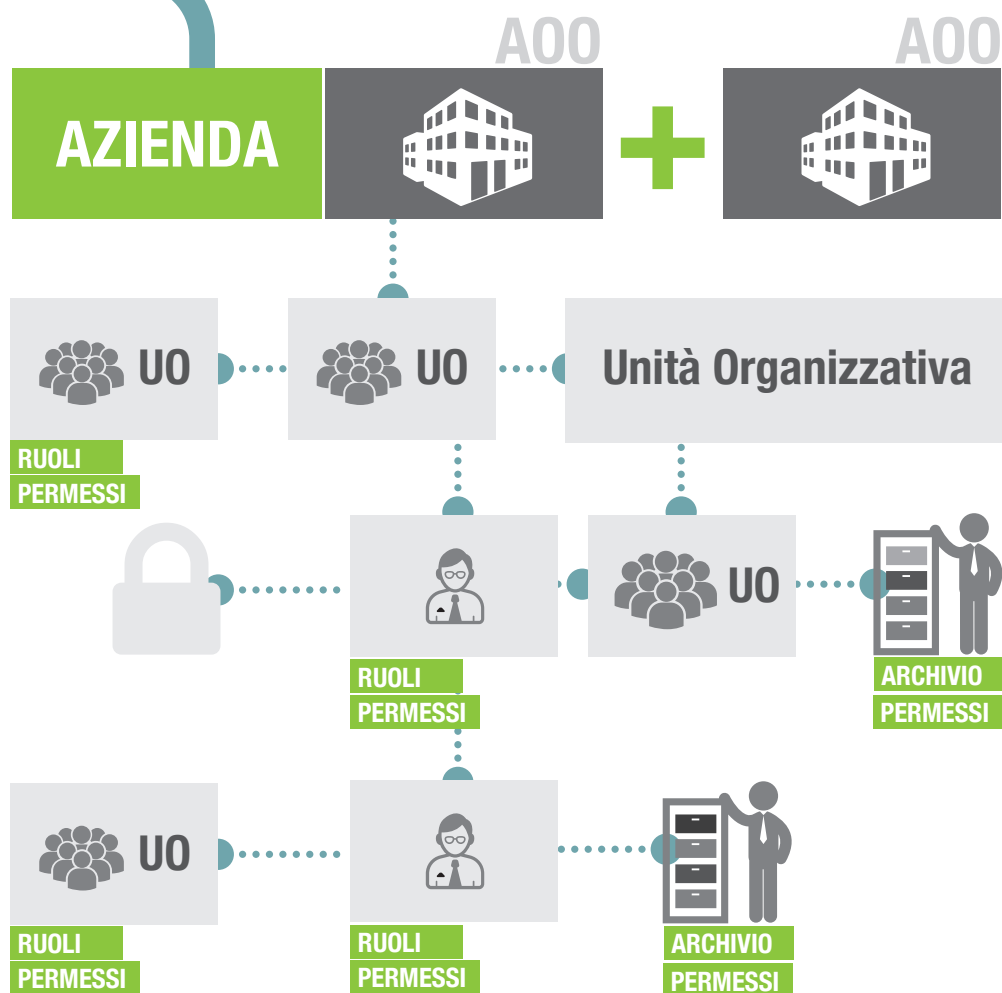 AOO
AOO
AZIENDA
UO
UO
Unità Organizzativa
RUOLI
PERMESSI
UO
RUOLI
PERMESSI
ARCHIVIO
PERMESSI
UO
RUOLI
PERMESSI
RUOLI
PERMESSI
ARCHIVIO
PERMESSI